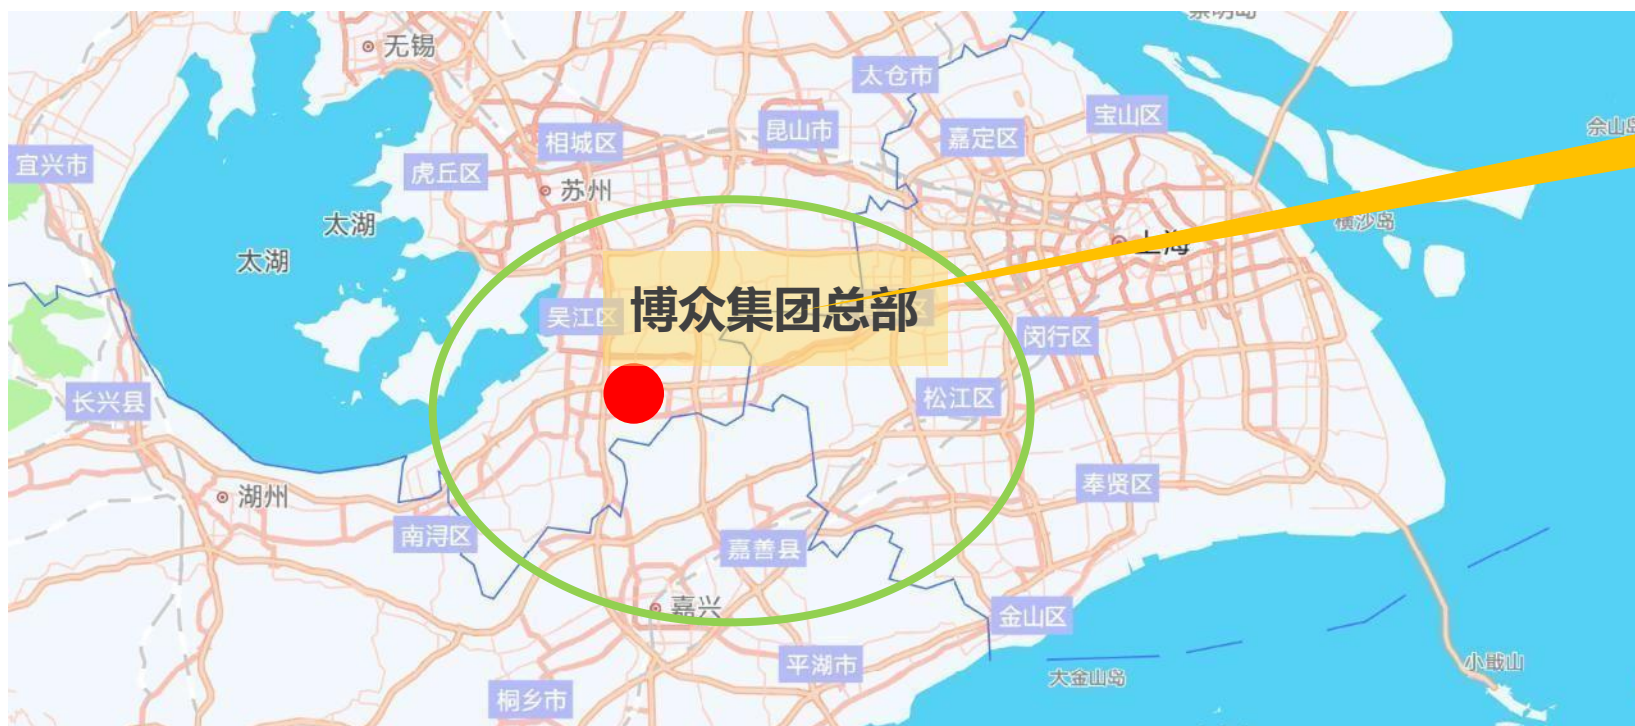 崇明岛
无锡
太仓市
宝山区
昆山市
相城区
嘉定区
佘山岛
宜兴市
虎丘区
苏州
太湖
横沙岛
上海
太湖
博众集团总部
吴江区
区
闵行区
长兴县
松江区
奉贤区
湖州
南浔区
嘉善县
嘉兴
金山区
平湖市
小戢山
大金山岛
桐乡市